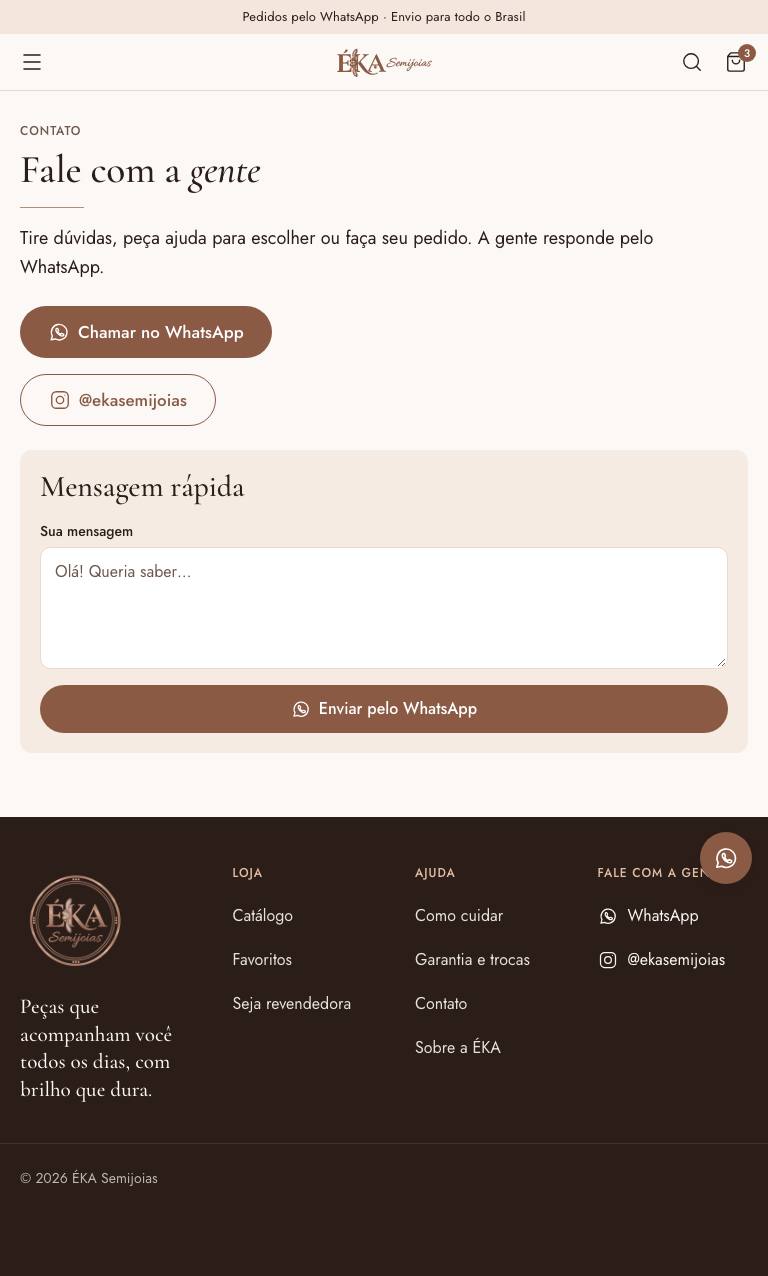 Pedidos pelo WhatsApp · Envio para todo o Brasil
ÉKA Semijoias
3
CONTATO
Fale com a gente
Tire dúvidas, peça ajuda para escolher ou faça seu pedido. A gente responde pelo
WhatsApp.
Chamar no WhatsApp
@ekasemijoias
Mensagem rápida
Sua mensagem
Olá! Queria saber…
Enviar pelo WhatsApp
ÉKA
Semijoias
Peças que
acompanham você
todos os dias, com
brilho que dura.
LOJA
Catálogo
Favoritos
Seja revendedora
AJUDA
Como cuidar
Garantia e trocas
Contato
Sobre a ÉKA
FALE COM A
WhatsApp
@ekasemijoias
© 2026 ÉKA Semijoias